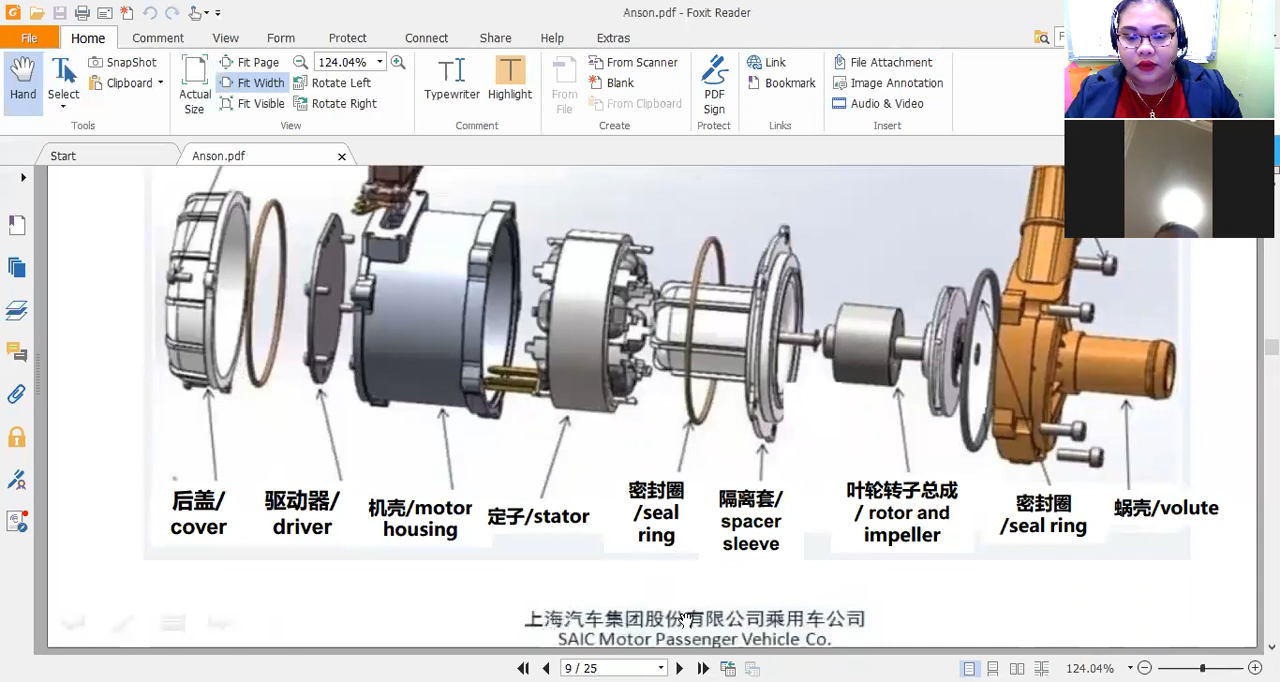 Anson.pdf - Foxit Reader
File Home Comment View Form Protect Connect Share Help Extras
Hand
Select
SnapShot
Clipboard
Tools
Actual Size
Fit Page
Fit Width
Fit Visible
124.04%
Rotate Left
Rotate Right
View
Typewriter
Highlight
Comment
From File
From Scanner
Blank
From Clipboard
Create
PDF Sign
Protect
Link
Bookmark
Links
File Attachment
Image Annotation
Audio & Video
Insert
Start
Anson.pdf
后盖/
cover
驱动器/
driver
机壳/motor
housing
定子/stator
密封圈
/seal
ring
隔离套/
spacer
sleeve
叶轮转子总成
/ rotor and
impeller
密封圈
/seal ring
蜗壳/volute
上海汽车集团股份有限公司乘用车公司
SAIC Motor Passenger Vehicle Co.
9 / 25
124.04%